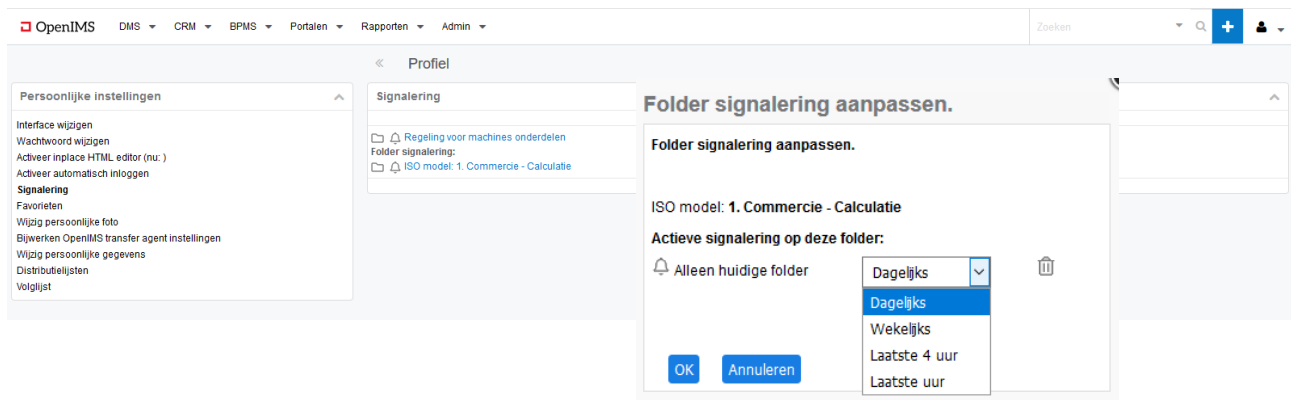 OpenIMS DMS CRM BPMS Portalen Rapporten Admin Zoeken
« Profiel
Persoonlijke instellingen
Interface wijzigen
Wachtwoord wijzigen
Activeer inplace HTML editor (nu: )
Activeer automatisch inloggen
Signalering
Favorieten
Wijzig persoonlijke foto
Bijwerken OpenIMS transfer agent instellingen
Wijzig persoonlijke gegevens
Distributielijsten
Volglijst
Signalering
Regeling voor machines onderdelen
Folder signalering:
ISO model: 1. Commercie - Calculatie
Folder signalering aanpassen.
Folder signalering aanpassen.
ISO model: 1. Commercie - Calculatie
Actieve signalering op deze folder:
Alleen huidige folder Dagelijks
Dagelijks
Wekelijks
Laatste 4 uur
Laatste uur
OK Annuleren